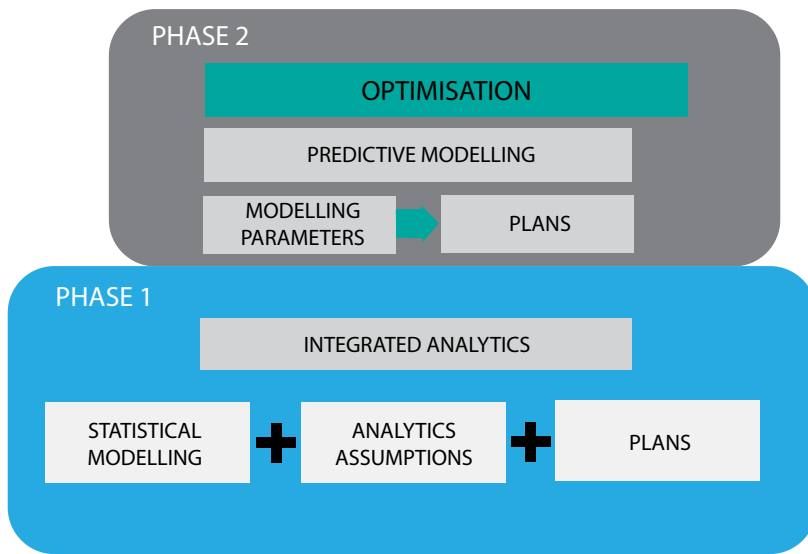 PHASE 2
OPTIMISATION
PREDICTIVE MODELLING
MODELLING
PARAMETERS
PLANS
PHASE 1
INTEGRATED ANALYTICS
STATISTICAL
MODELLING
ANALYTICS
ASSUMPTIONS
PLANS